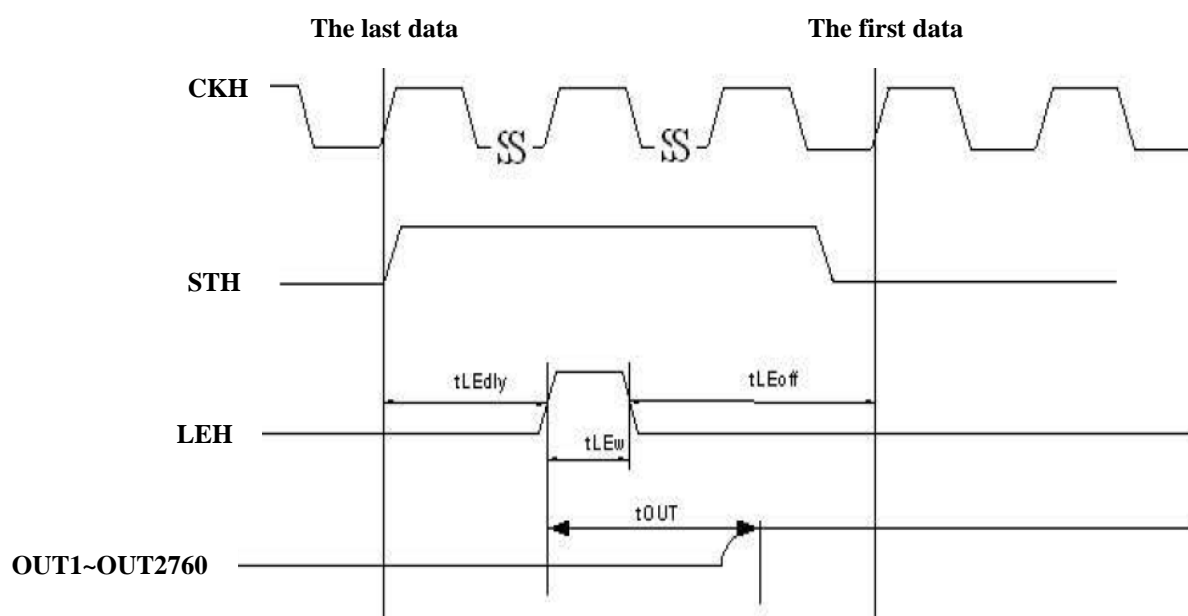 The last data
The first data
CKH
STH
tLEdly
tLEoff
LEH
tLEw
tOUT
OUT1~OUT2760